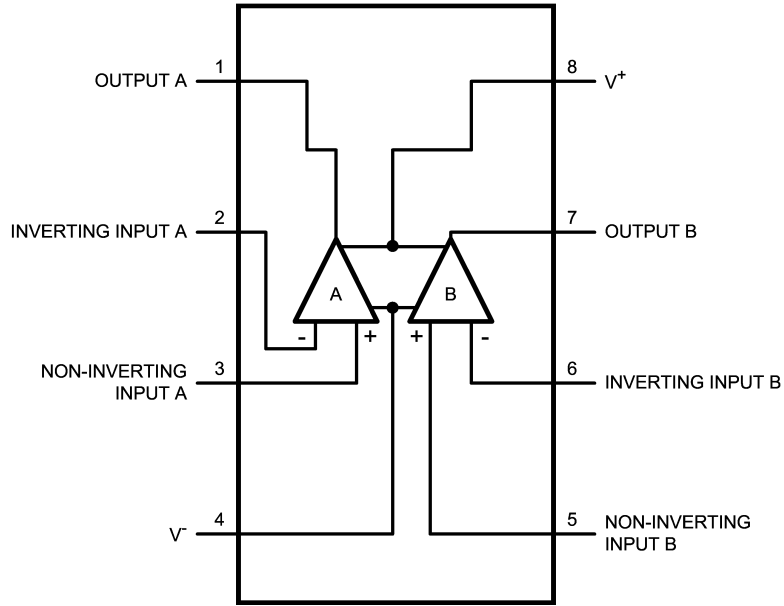 1
8
OUTPUT A
V+
2
7
INVERTING INPUT A
OUTPUT B
A
B
-
+
+
-
NON-INVERTING
INPUT A
3
6
INVERTING INPUT B
4
5
V-
NON-INVERTING
INPUT B